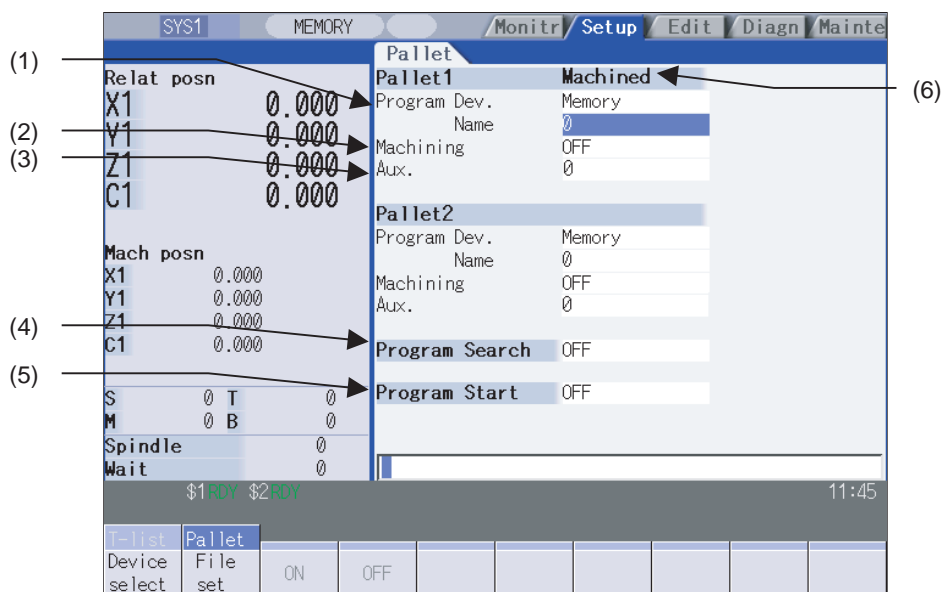 SYS1 MEMORY Monitr Setup Edit Diagn Mainte
Pallet
(1)
(2)
(3)
(4)
(5)
(6)
Relat posn
X1 0.000
Y1 0.000
Z1 0.000
C1 0.000
Mach posn
X1 0.000
Y1 0.000
Z1 0.000
C1 0.000
S 0 T 0
M 0 B 0
Spindle 0
Wait 0
Pallet1 Machined
Program Dev. Memory
Name 0
Machining OFF
Aux. 0
Pallet2
Program Dev. Memory
Name 0
Machining OFF
Aux. 0
Program Search OFF
Program Start OFF
$1 RDY $2 RDY 11:45
T-list Pallet
Device select
File set
ON
OFF